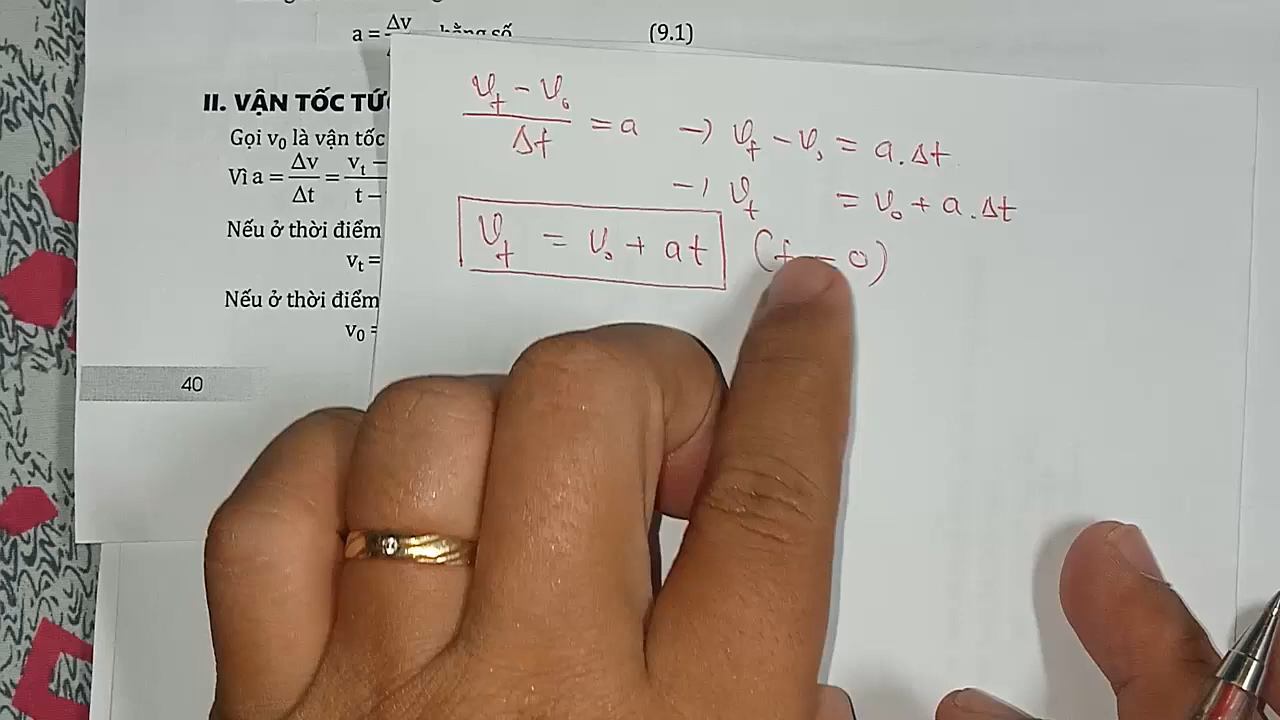 a = Δv (9.1)
II. VẬN TỐC TỨ
Gọi v₀ là vận tốc
Vì a = Δv/Δt = vₜ –/t –
Nếu ở thời điểm
vₜ =
Nếu ở thời điểm
v₀ =
40
(vₜ - v₀)/Δt = a → vₜ - v₀ = a.Δt
→ vₜ = v₀ + a.Δt
vₜ = v₀ + at ( 0)